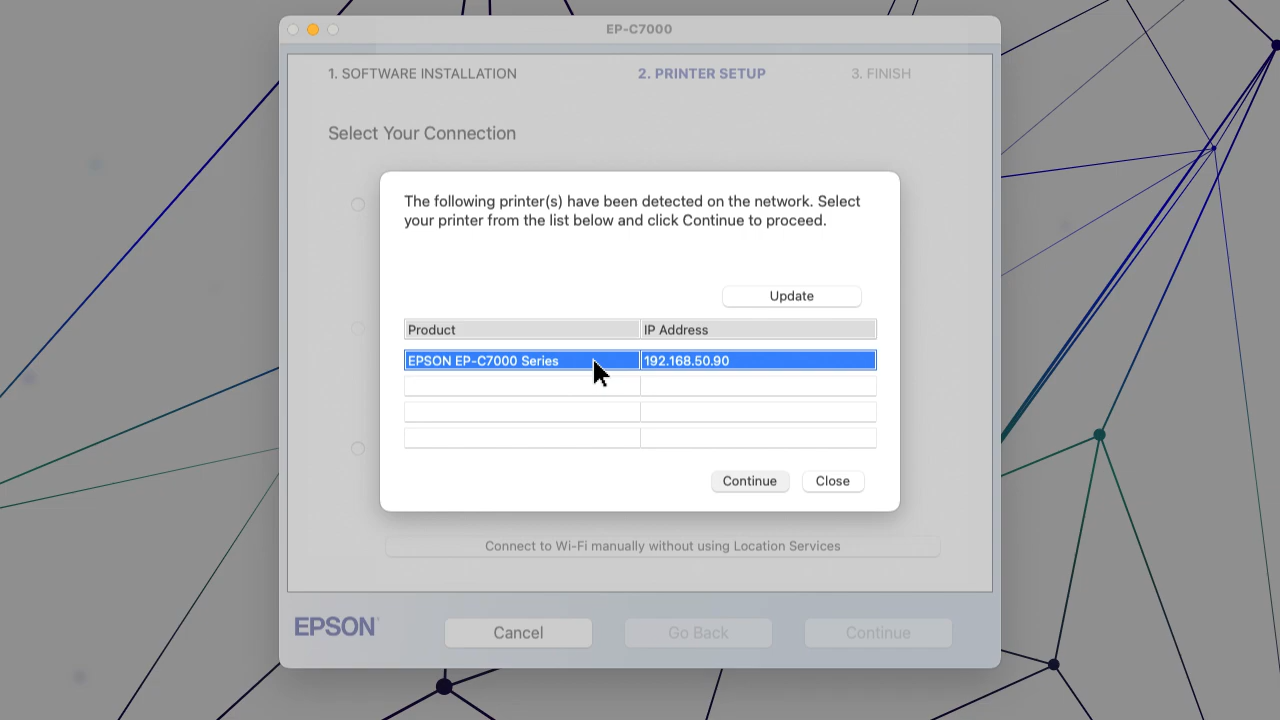 EP-C7000
1. SOFTWARE INSTALLATION
2. PRINTER SETUP
3. FINISH
Select Your Connection
The following printer(s) have been detected on the network. Select
your printer from the list below and click Continue to proceed.
Update
Product
IP Address
EPSON EP-C7000 Series
192.168.50.90
Continue
Close
Connect to Wi-Fi manually without using Location Services
EPSON
Cancel
Go Back
Continue